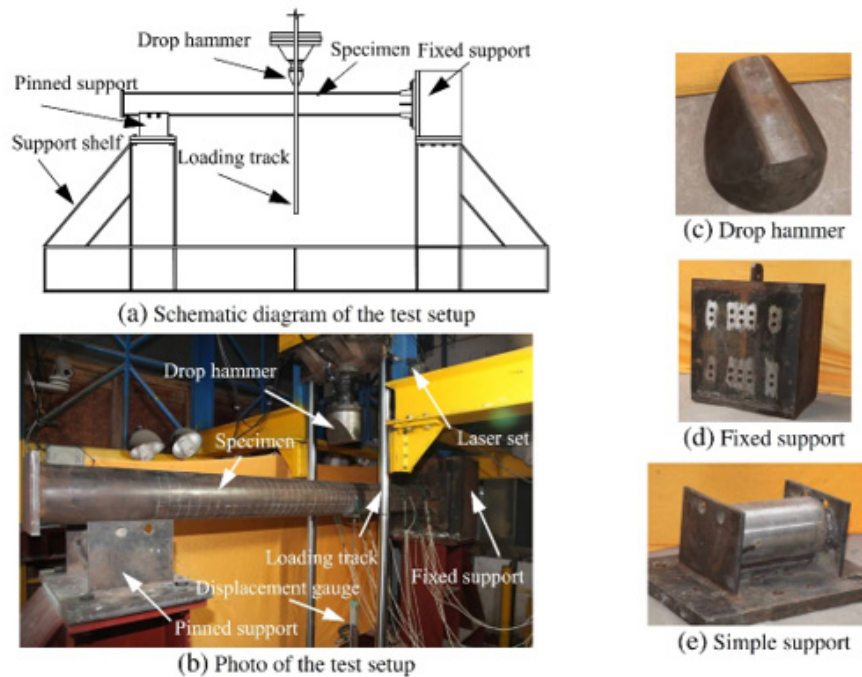 Drop hammer
Specimen
Fixed support
Pinned support
Support shelf
Loading track
(a) Schematic diagram of the test setup
Drop hammer
Specimen
Laser set
Loading track
Displacement gauge
Fixed support
Pinned support
(b) Photo of the test setup
(c) Drop hammer
(d) Fixed support
(e) Simple support